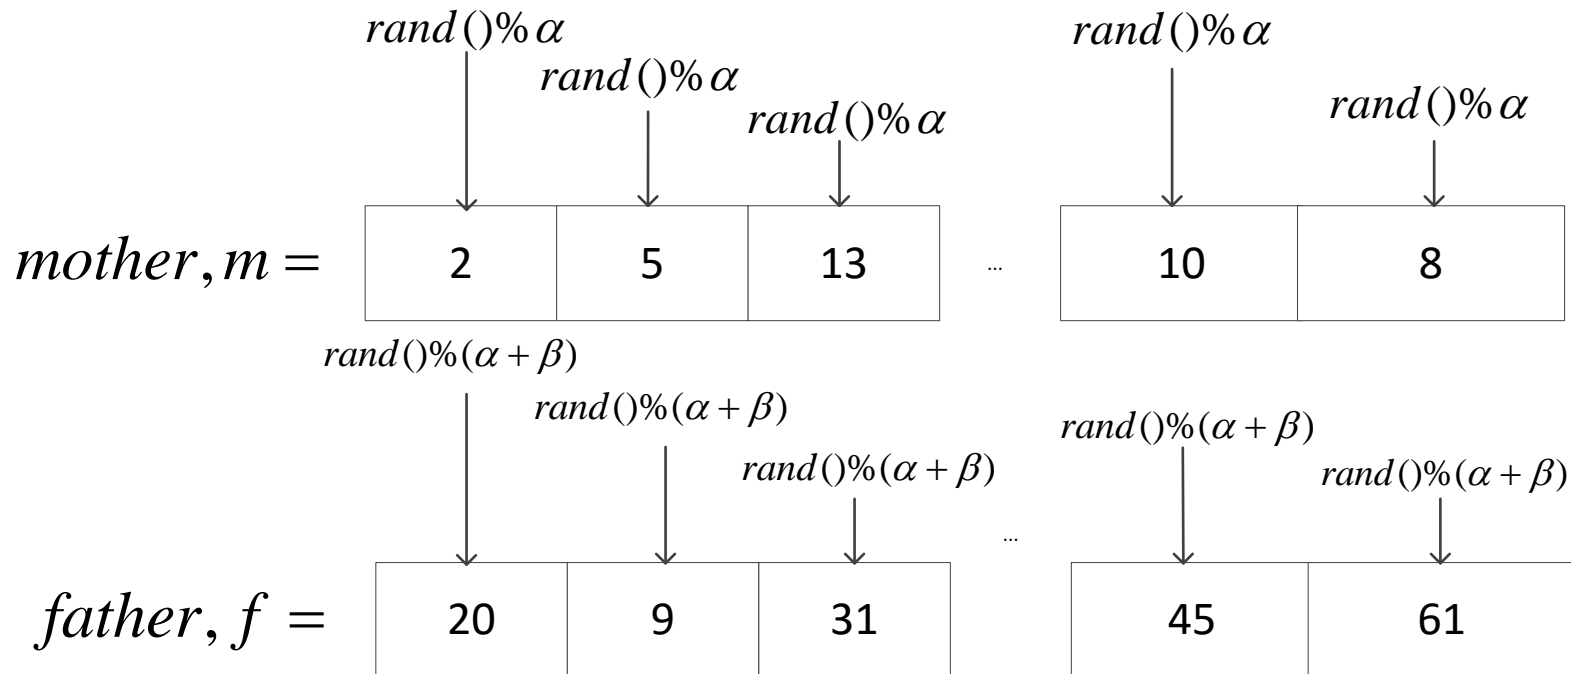 rand()%α rand()%α
rand()%α
rand()%α rand()%α
mother, m = 2 5 13 ... 10 8
rand()%(α + β)
rand()%(α + β)
rand()%(α + β)
rand()%(α + β) rand()%(α + β)
...
father, f = 20 9 31 45 61